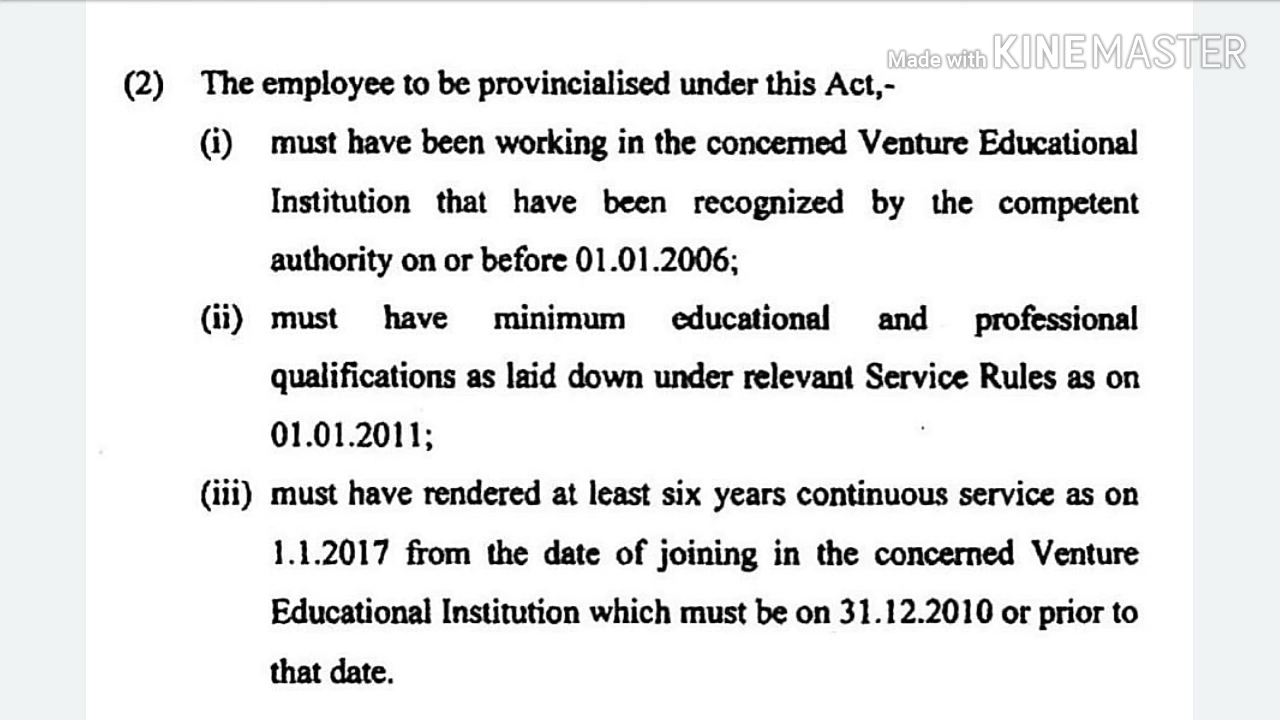 Made with KINEMASTER
(2) The employee to be provincialised under this Act,-
(i) must have been working in the concerned Venture Educational
Institution that have been recognized by the competent
authority on or before 01.01.2006;
(ii) must have minimum educational and professional
qualifications as laid down under relevant Service Rules as on
01.01.2011;
(iii) must have rendered at least six years continuous service as on
1.1.2017 from the date of joining in the concerned Venture
Educational Institution which must be on 31.12.2010 or prior to
that date.